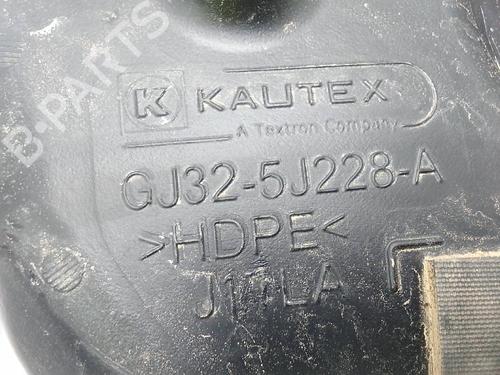 B-PARTS
K KAUTEX
A Textron Company
GJ32-5J228-A
>HDPE<